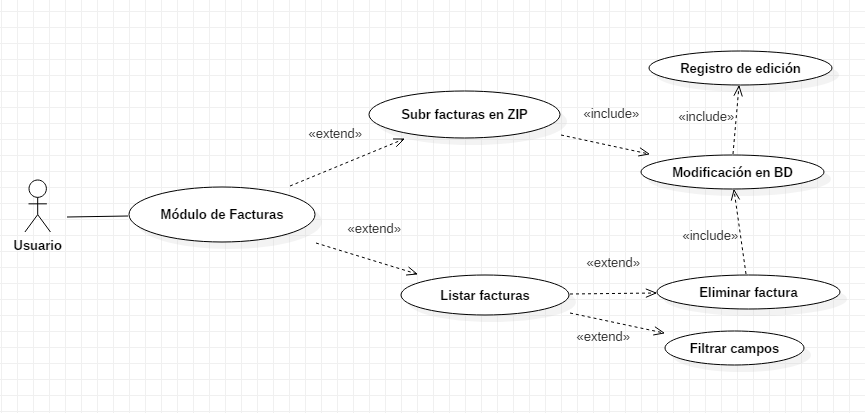 Registro de edición
Subr facturas en ZIP
«include»
«include»
«extend»
Modificación en BD
Módulo de Facturas
«extend»
«include»
Usuario
«extend»
Listar facturas
Eliminar factura
«extend»
Filtrar campos